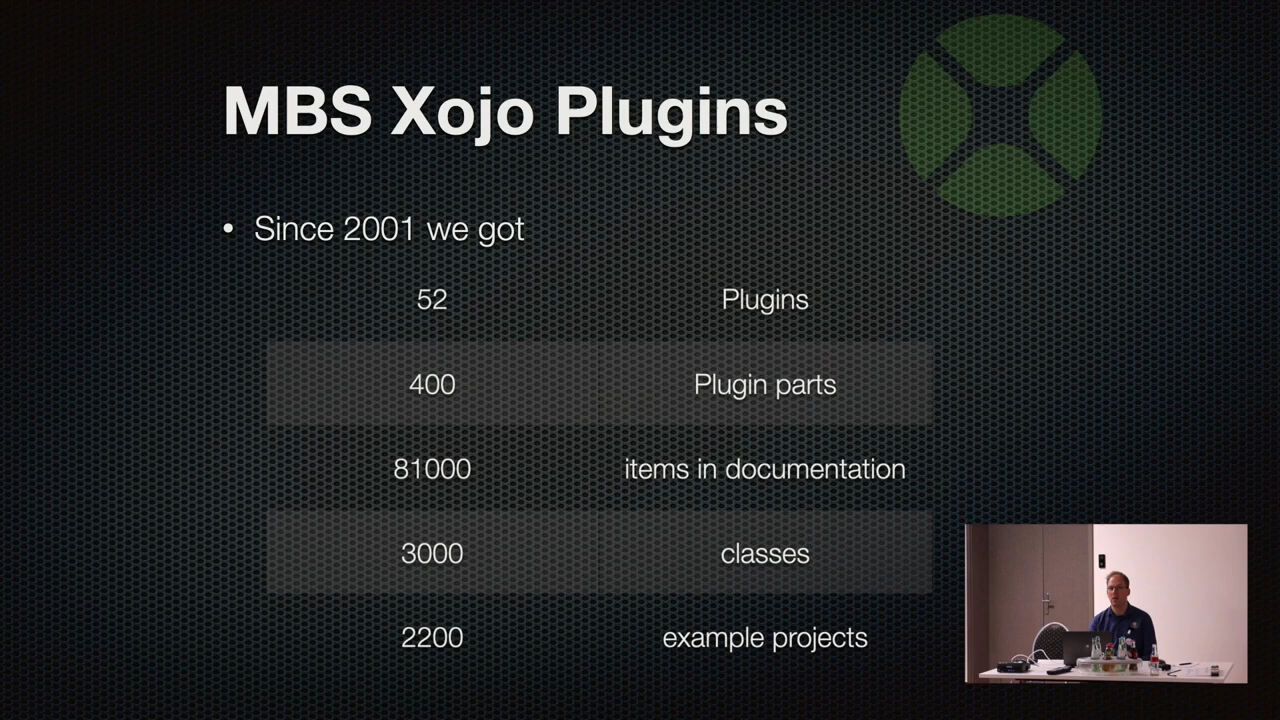 MBS Xojo Plugins
• Since 2001 we got
52 Plugins
400 Plugin parts
81000 items in documentation
3000 classes
2200 example projects